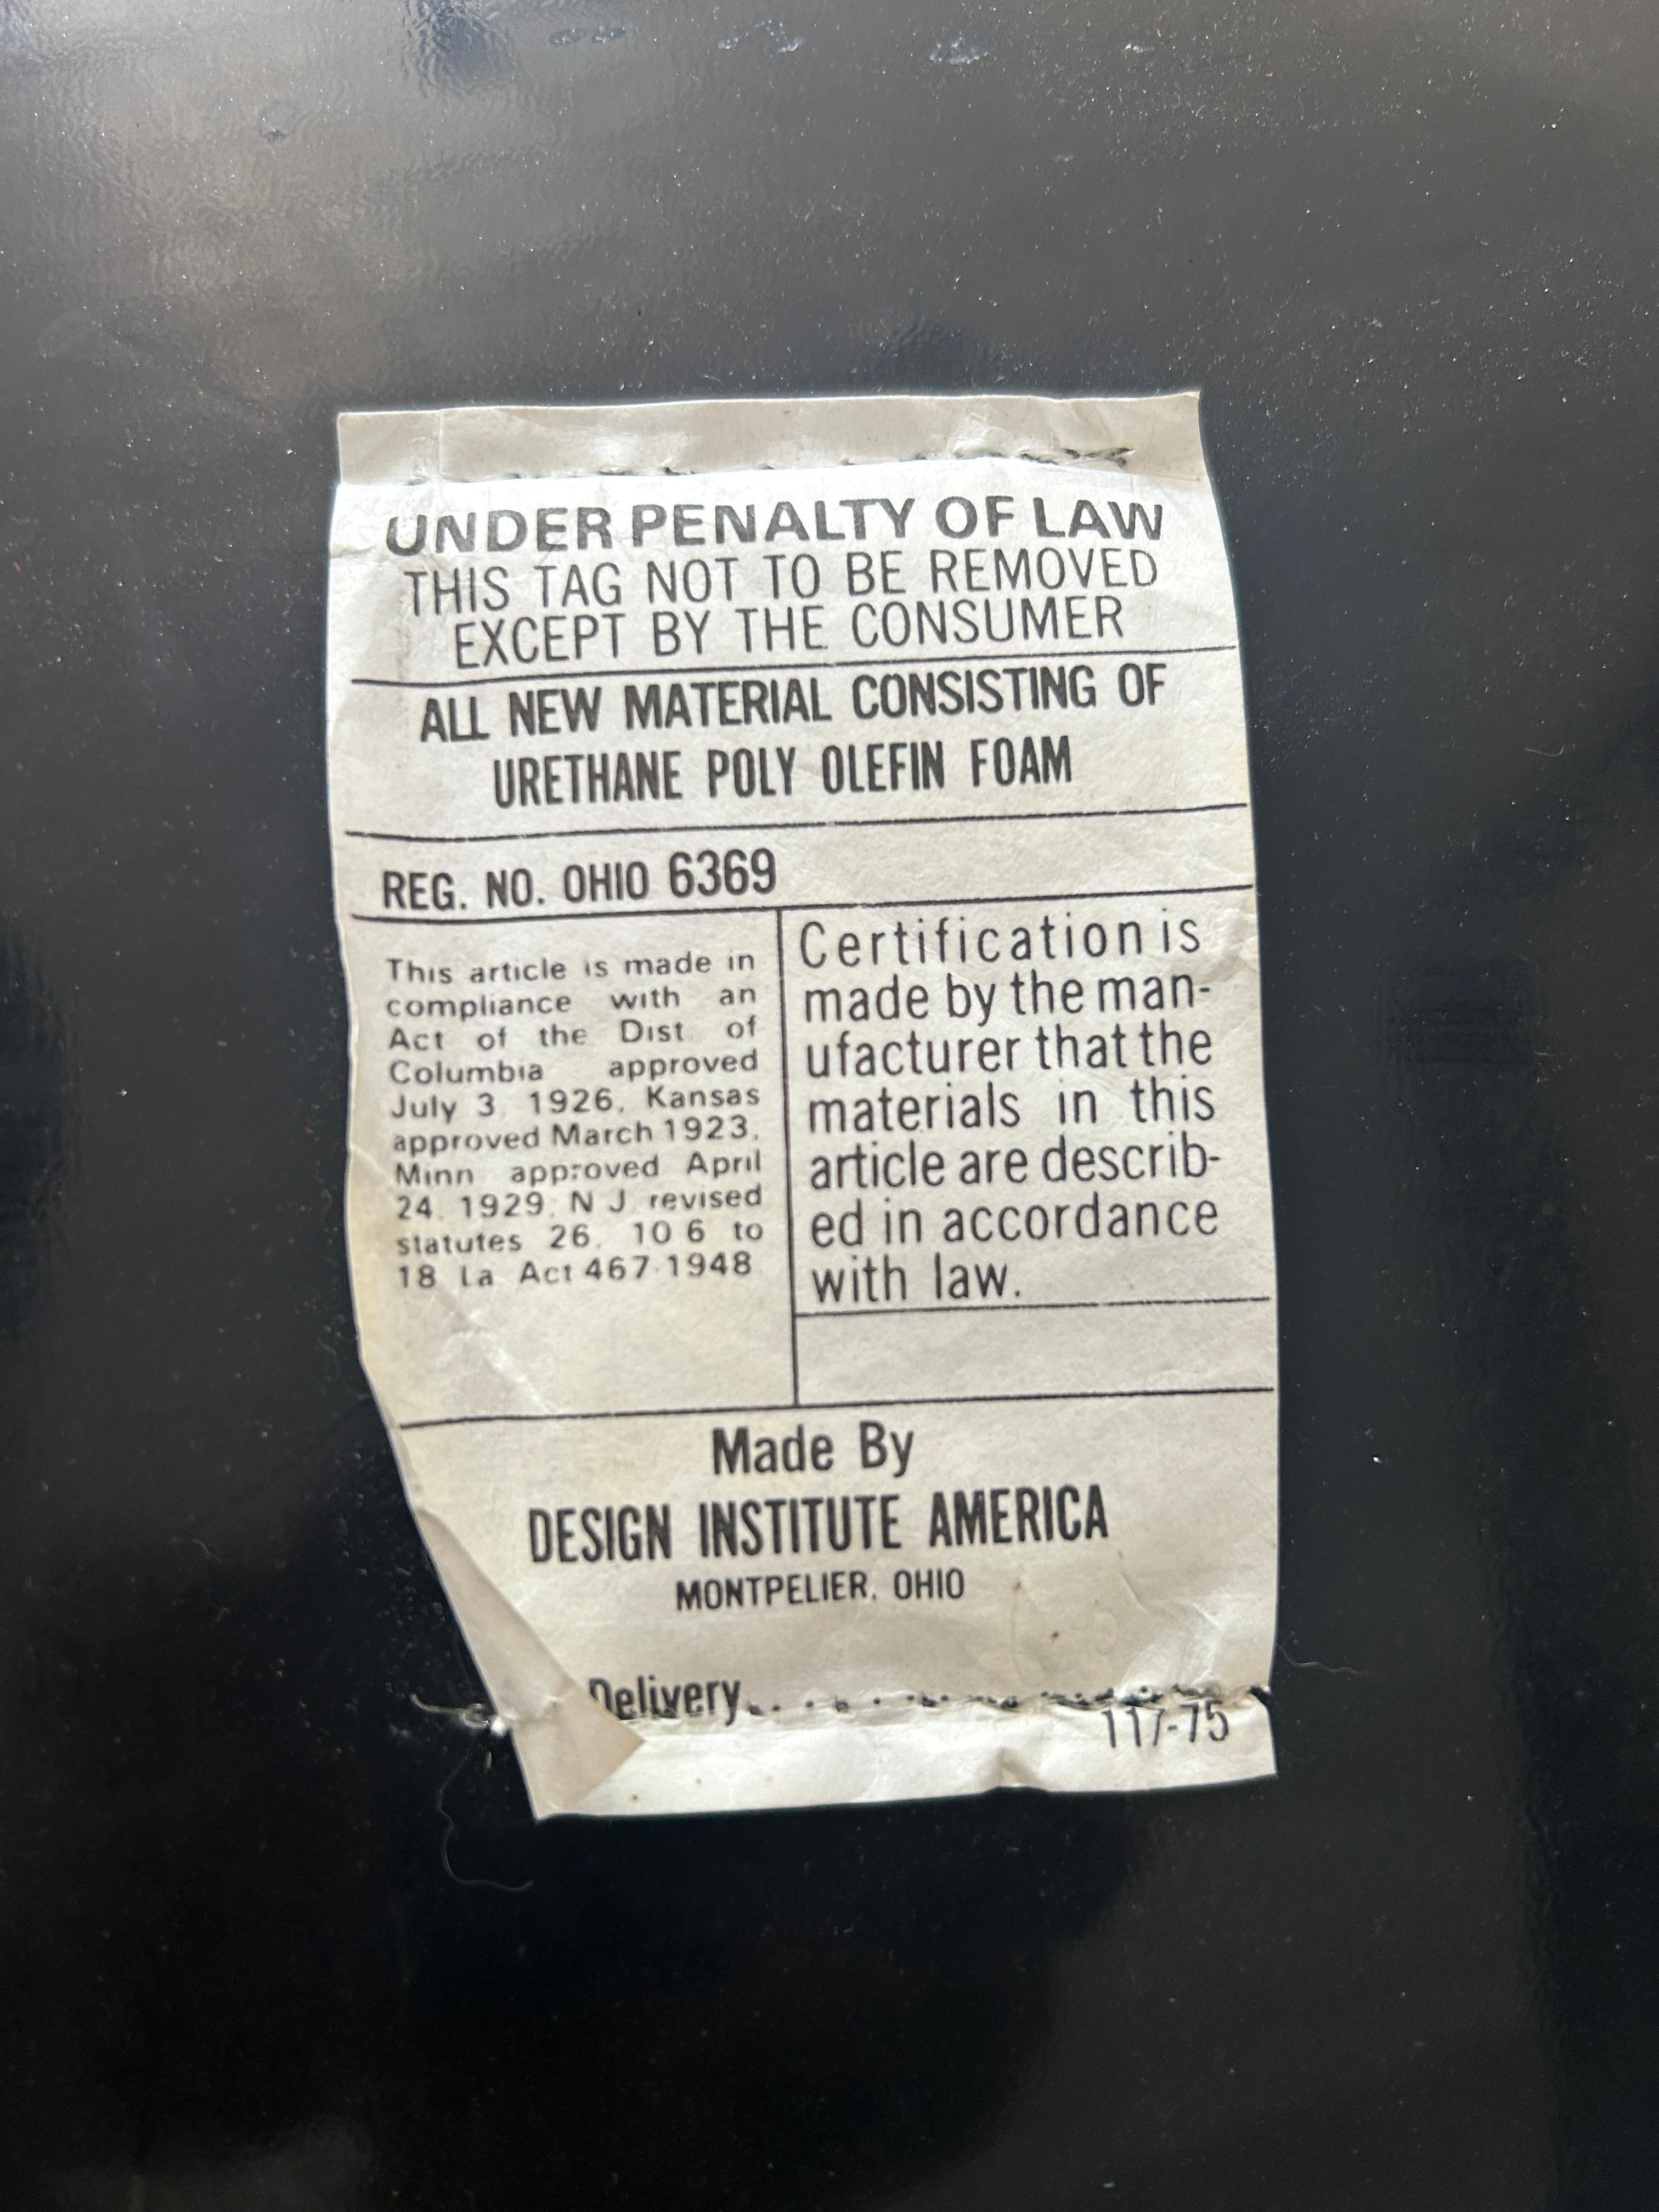 UNDER PENALTY OF LAW
THIS TAG NOT TO BE REMOVED
EXCEPT BY THE CONSUMER
ALL NEW MATERIAL CONSISTING OF
URETHANE POLY OLEFIN FOAM
REG. NO. OHIO 6369
This article is made in
compliance with an
Act of the Dist of
Columbia approved
July 3, 1926, Kansas
approved March 1923,
Minn approved April
24, 1929; N J revised
statutes 26, 10 6 to
18 La Act 467-1948
Certification is
made by the man-
ufacturer that the
materials in this
article are describ-
ed in accordance
with law.
Made By
DESIGN INSTITUTE AMERICA
MONTPELIER, OHIO
Delivery
117-75